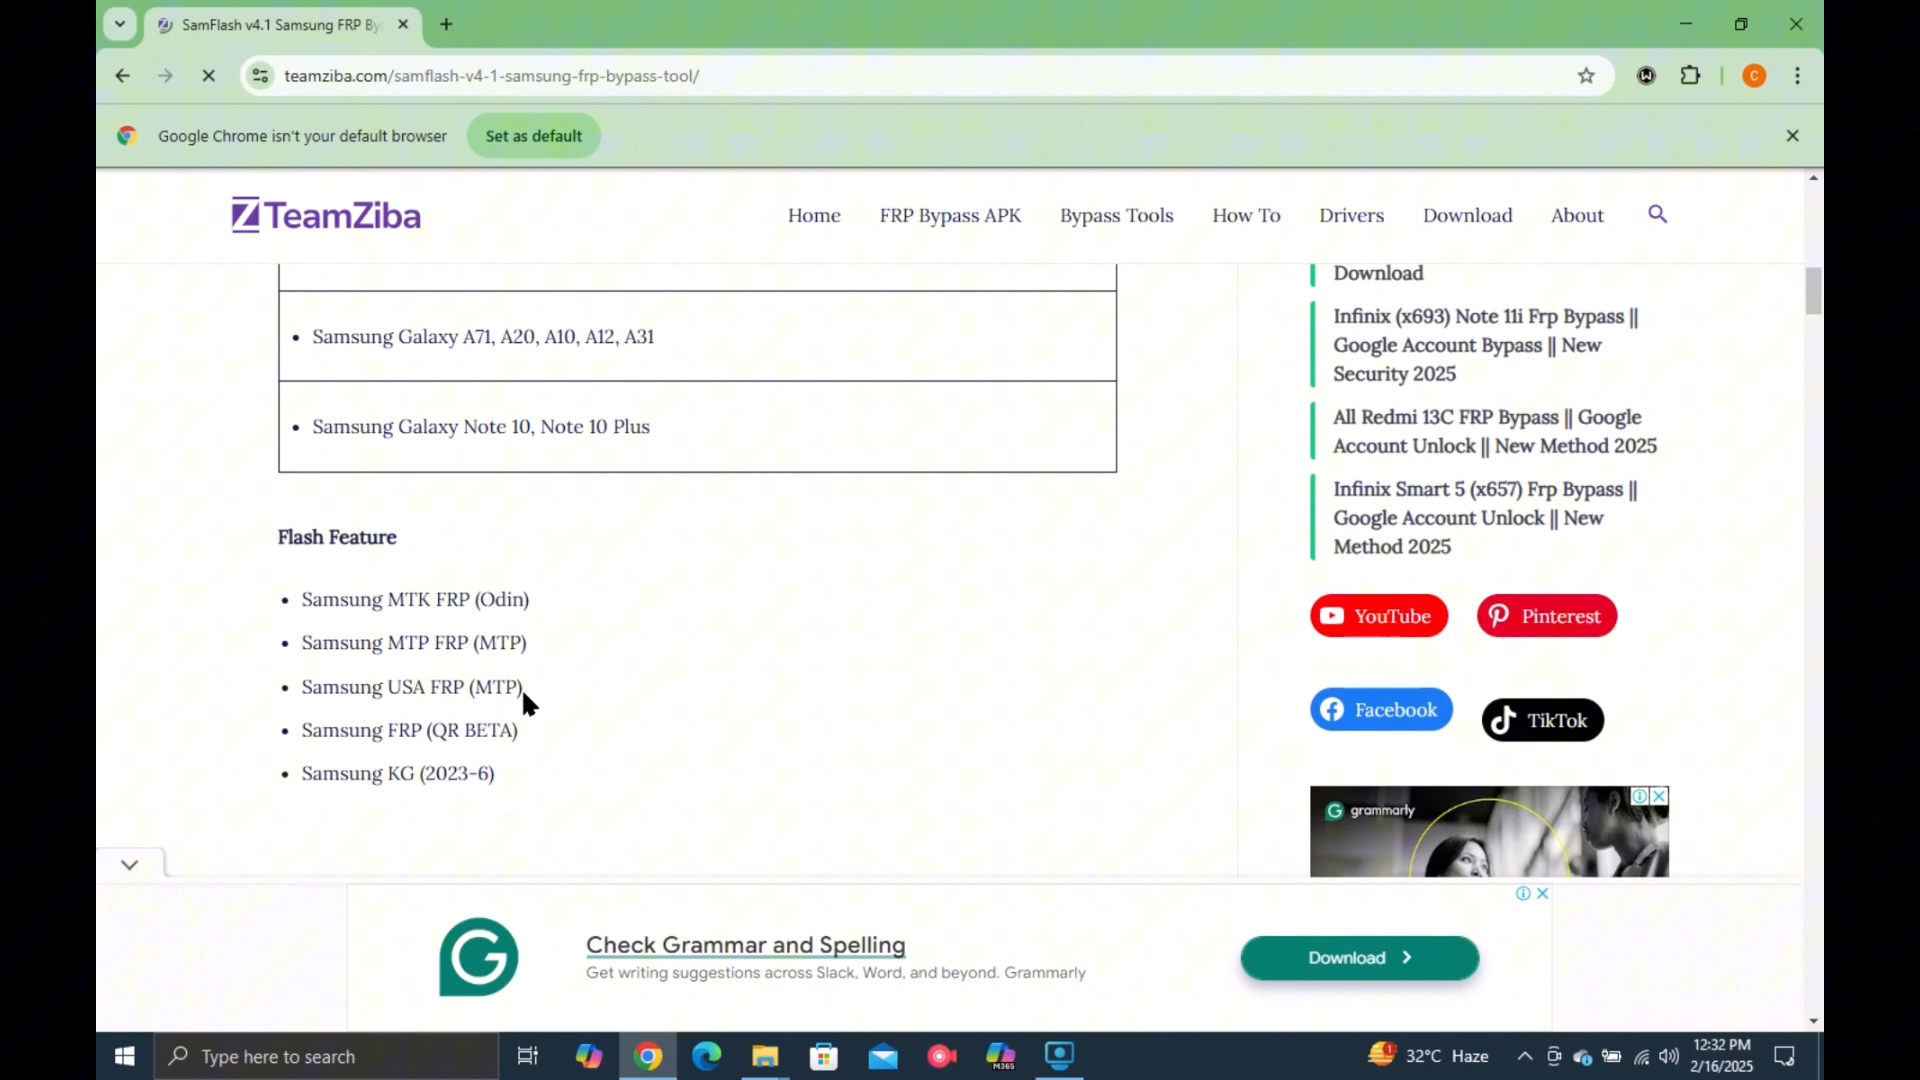 SamFlash v4.1 Samsung FRP By
teamziba.com/samflash-v4-1-samsung-frp-bypass-tool/
C
Google Chrome isn't your default browser
Set as default
TeamZiba
Home
FRP Bypass APK
Bypass Tools
How To
Drivers
Download
About
Samsung Galaxy A71, A20, A10, A12, A31
Samsung Galaxy Note 10, Note 10 Plus
Flash Feature
Samsung MTK FRP (Odin)
Samsung MTP FRP (MTP)
Samsung USA FRP (MTP)
Samsung FRP (QR BETA)
Samsung KG (2023-6)
Download
Infinix (x693) Note 11i Frp Bypass ||
Google Account Bypass || New
Security 2025
All Redmi 13C FRP Bypass || Google
Account Unlock || New Method 2025
Infinix Smart 5 (x657) Frp Bypass ||
Google Account Unlock || New
Method 2025
YouTube
Pinterest
Facebook
TikTok
grammarly
Check Grammar and Spelling
Get writing suggestions across Slack, Word, and beyond. Grammarly
Download
Type here to search
M365
1
32°C Haze
12:32 PM
2/16/2025